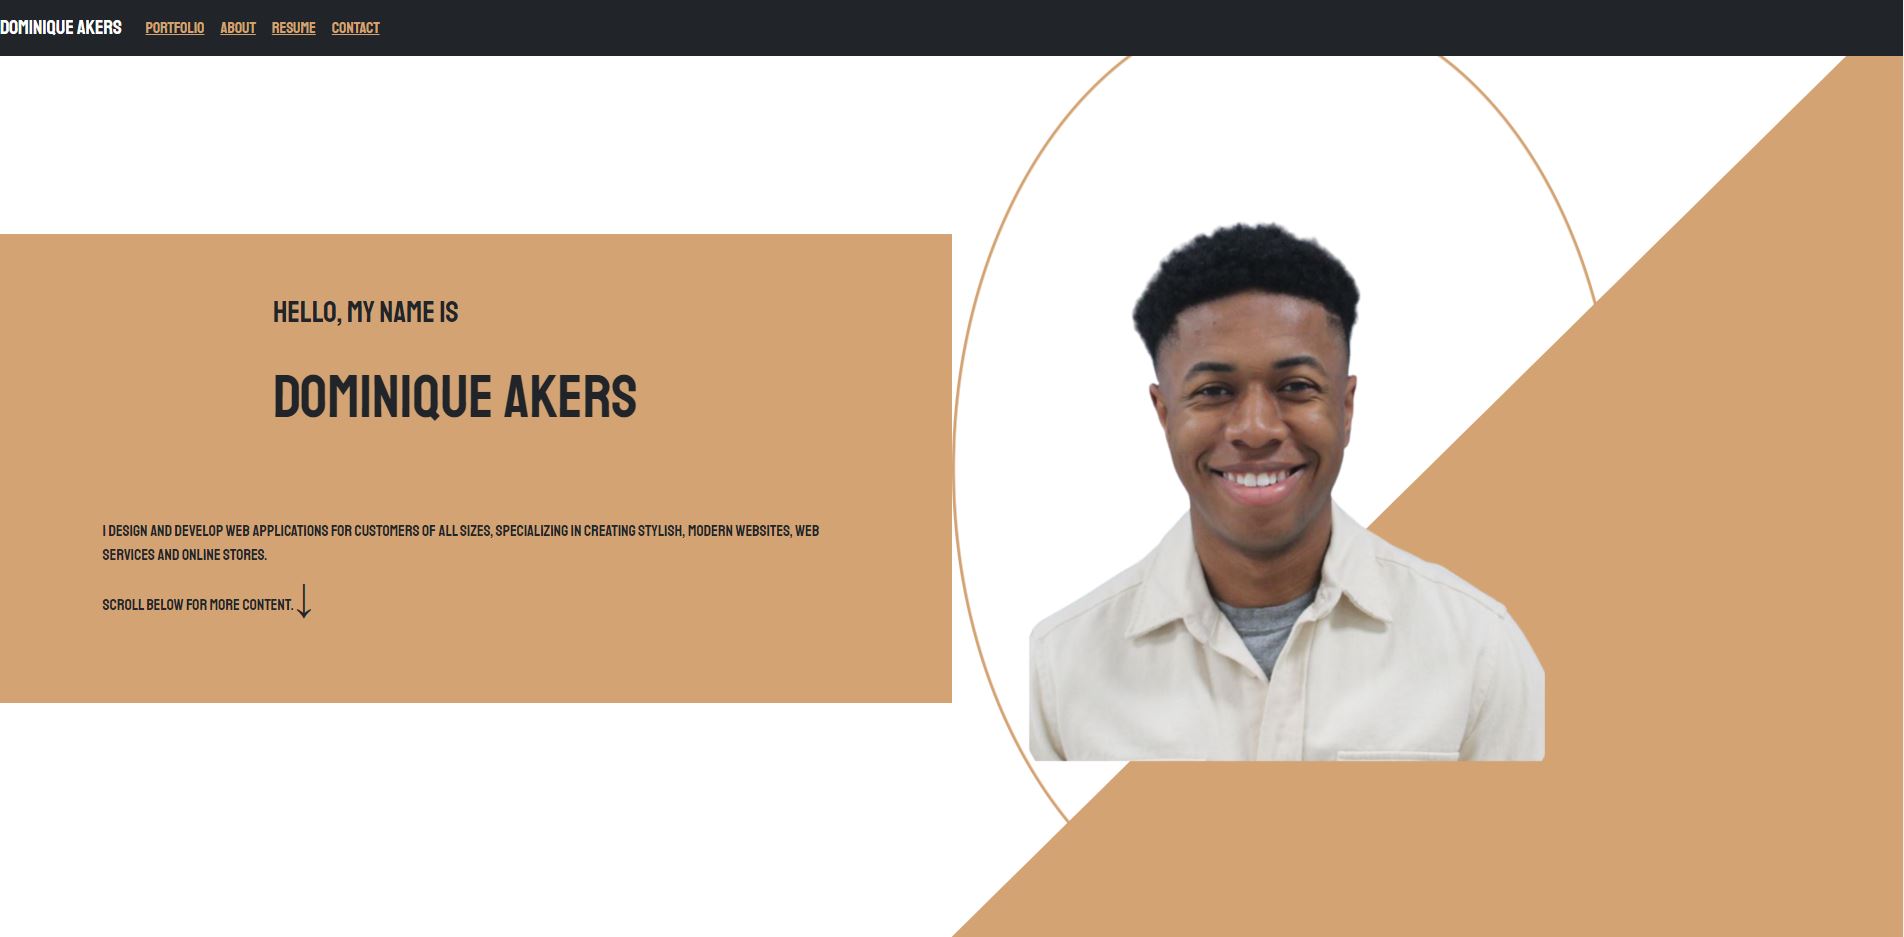 DOMINIQUE AKERS PORTFOLIO ABOUT RESUME CONTACT
HELLO, MY NAME IS
DOMINIQUE AKERS
I DESIGN AND DEVELOP WEB APPLICATIONS FOR CUSTOMERS OF ALL SIZES, SPECIALIZING IN CREATING STYLISH, MODERN WEBSITES, WEB
SERVICES AND ONLINE STORES.
SCROLL BELOW FOR MORE CONTENT.